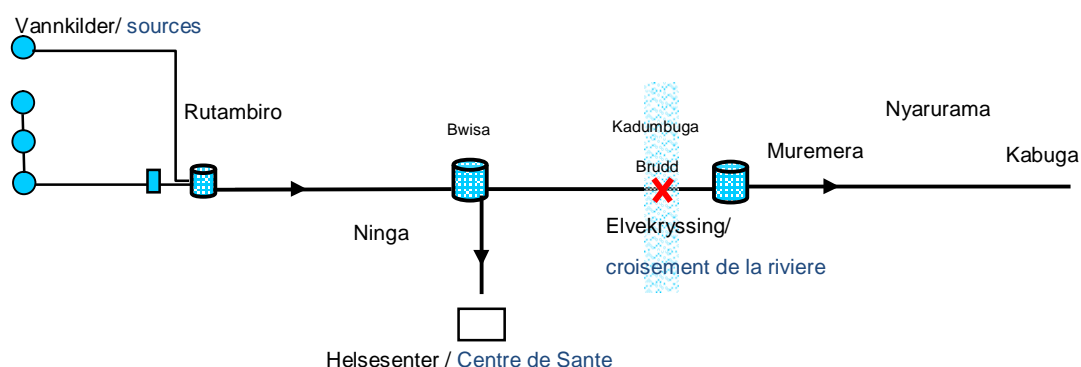 Vannkilder/ sources
Rutambiro
Bwisa
Kadumbuga
Nyarurama
Brudd
Muremera
Kabuga
Ninga
Elvekryssing/
croisement de la riviere
Helsesenter / Centre de Sante